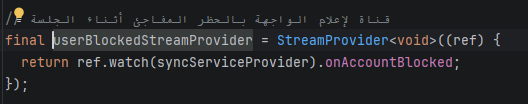 // قناة لإعلام الواجهة بالحظر المفاجئ أثناء الجلسة
final userBlockedStreamProvider = StreamProvider<void>((ref) {
  return ref.watch(syncServiceProvider).onAccountBlocked;
});